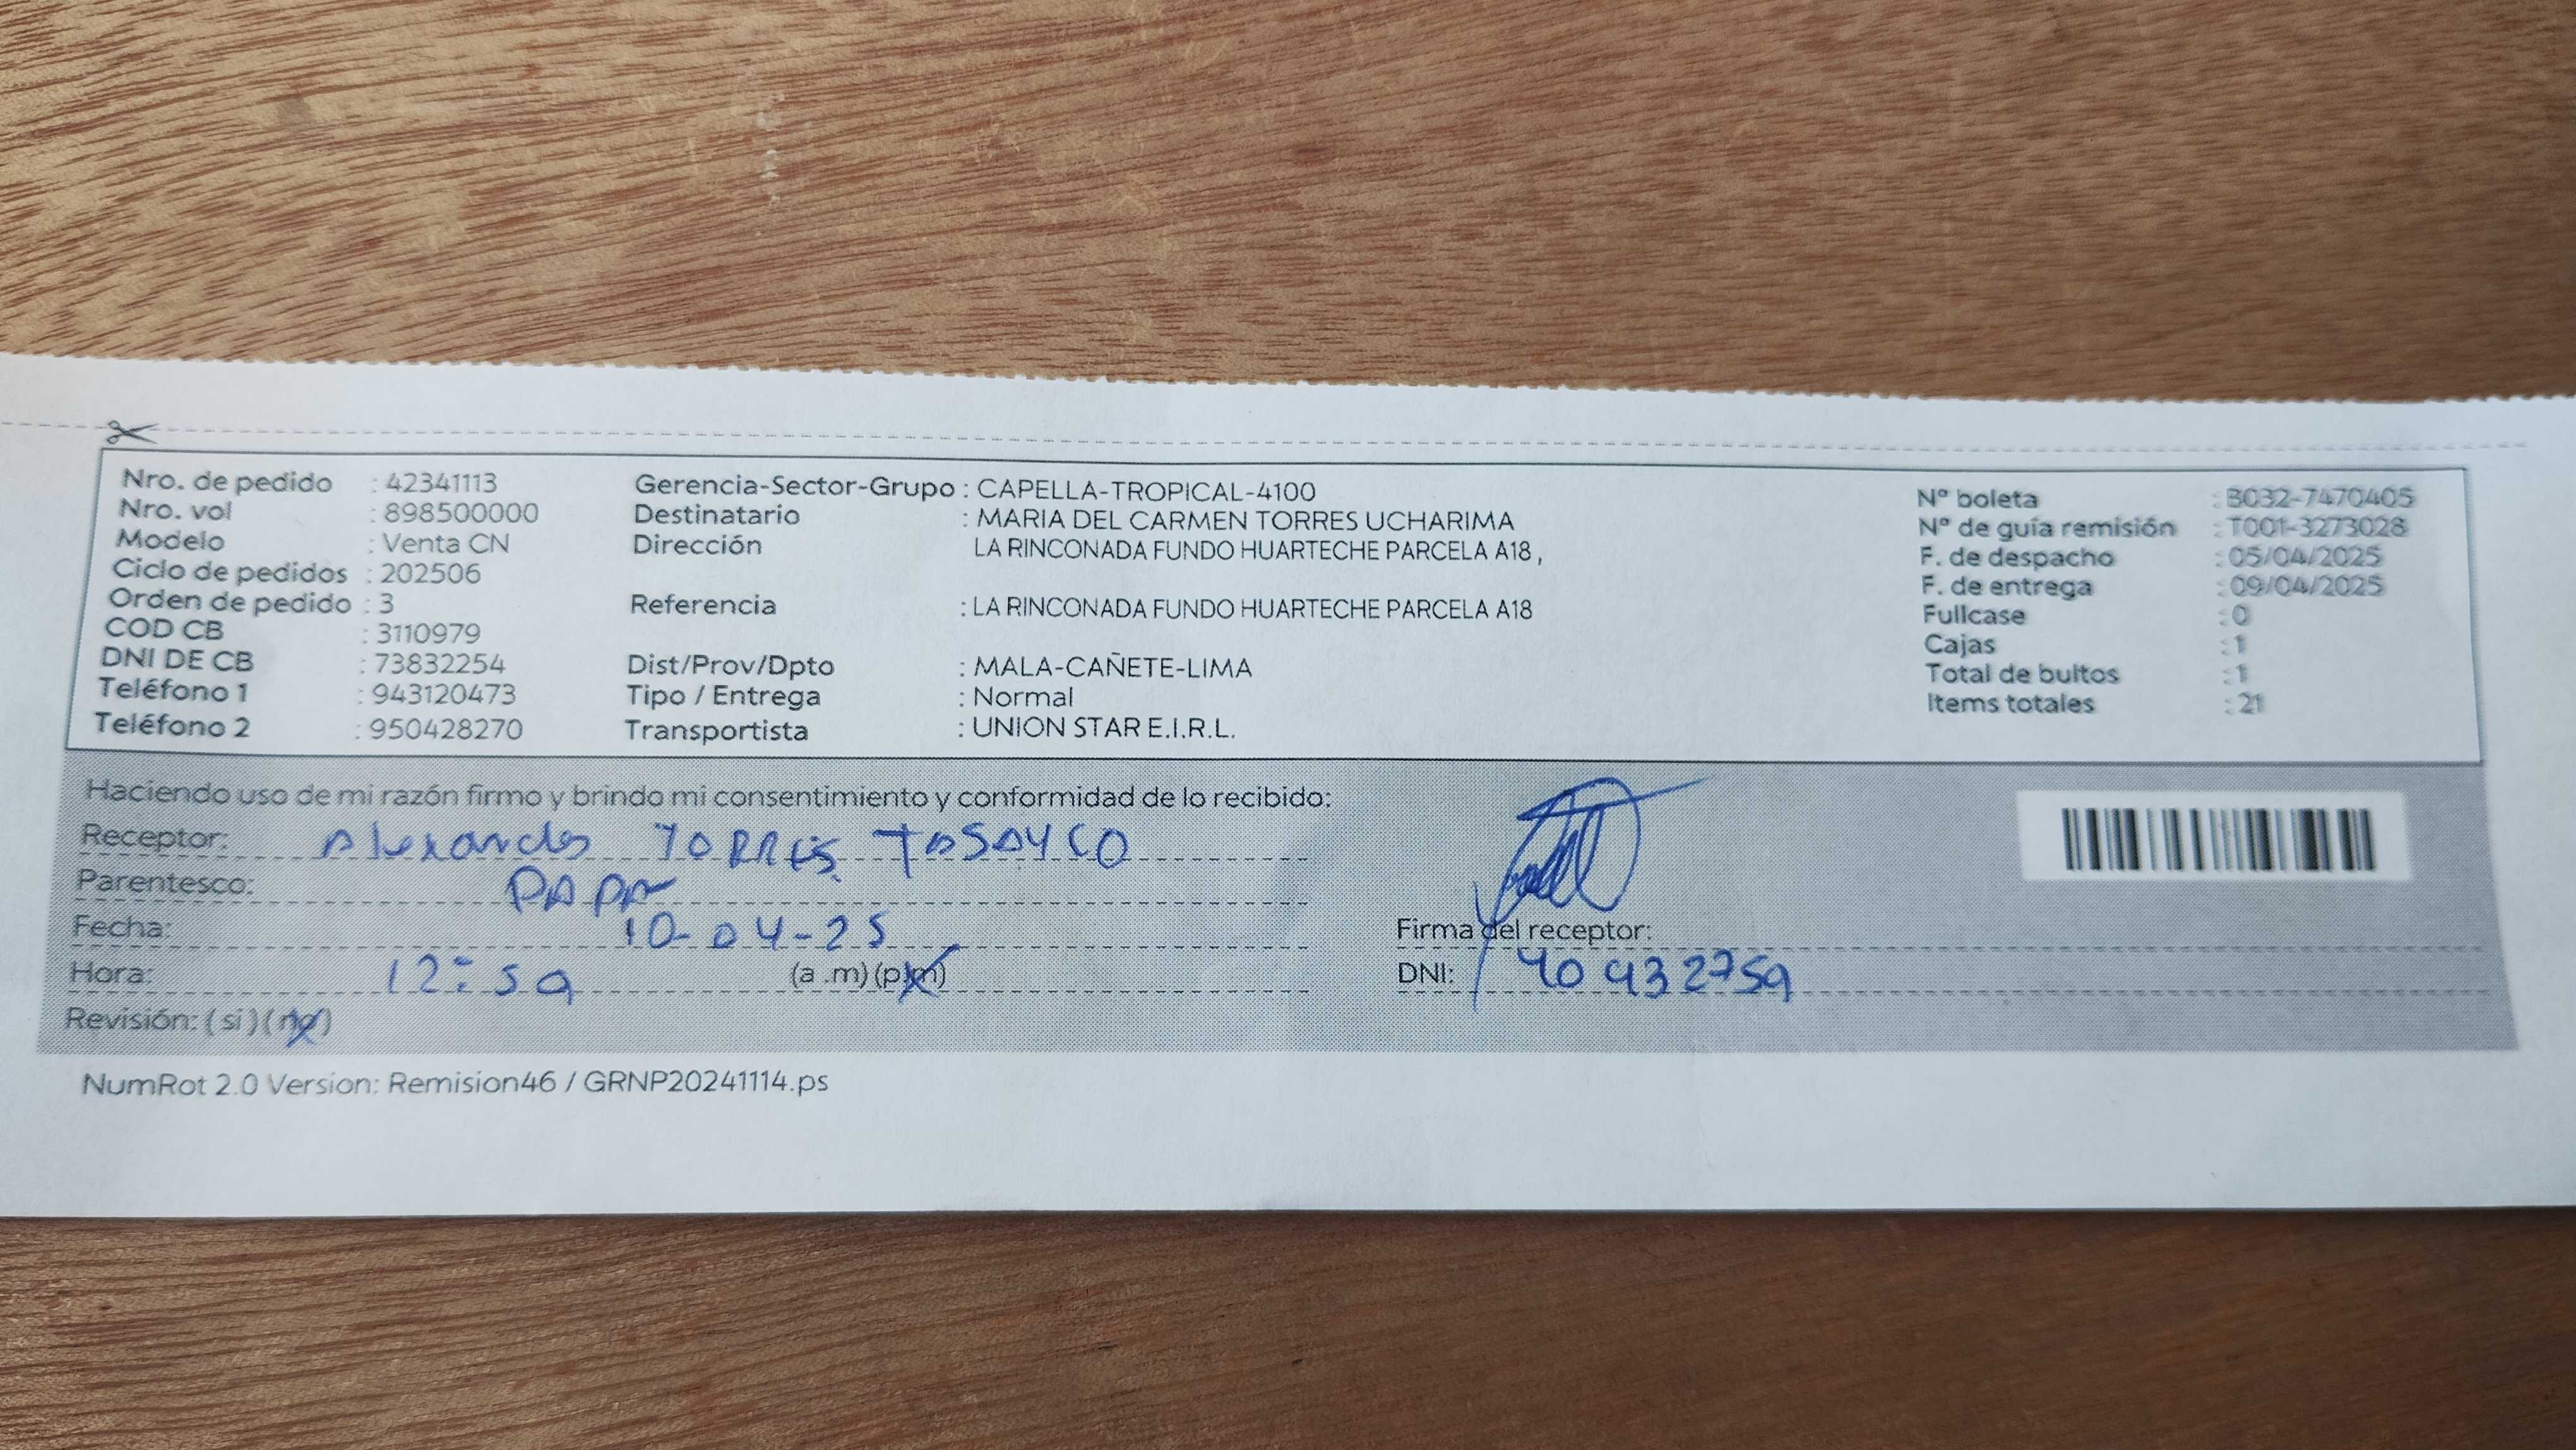 Nro. de pedido : 42341113
Nro. vol : 898500000
Modelo : Venta CN
Ciclo de pedidos : 202506
Orden de pedido : 3
COD CB : 3110979
DNI DE CB : 73832254
Teléfono 1 : 943120473
Teléfono 2 : 950428270
Gerencia-Sector-Grupo : CAPELLA-TROPICAL-4100
Destinatario : MARIA DEL CARMEN TORRES UCHARIMA
Dirección LA RINCONADA FUNDO HUARTECHE PARCELA A18 ,
Referencia : LA RINCONADA FUNDO HUARTECHE PARCELA A18
Dist/Prov/Dpto : MALA-CAÑETE-LIMA
Tipo / Entrega : Normal
Transportista : UNION STAR E.I.R.L.
Nº boleta : B032-7470405
Nº de guía remisión : T001-3273028
F. de despacho : 05/04/2025
F. de entrega : 09/04/2025
Fullcase : 0
Cajas : 1
Total de bultos : 1
Items totales : 21
Haciendo uso de mi razón firmo y brindo mi consentimiento y conformidad de lo recibido:
Receptor: TORRES TASAYCO
Parentesco: PAPA
Fecha: 10-04-25
Hora: 12:59 (a .m) (p.m)
Revisión: ( si ) ( no )
Firma del receptor:
DNI: 40432759
NumRot 2.0 Version: Remision46 / GRNP20241114.ps